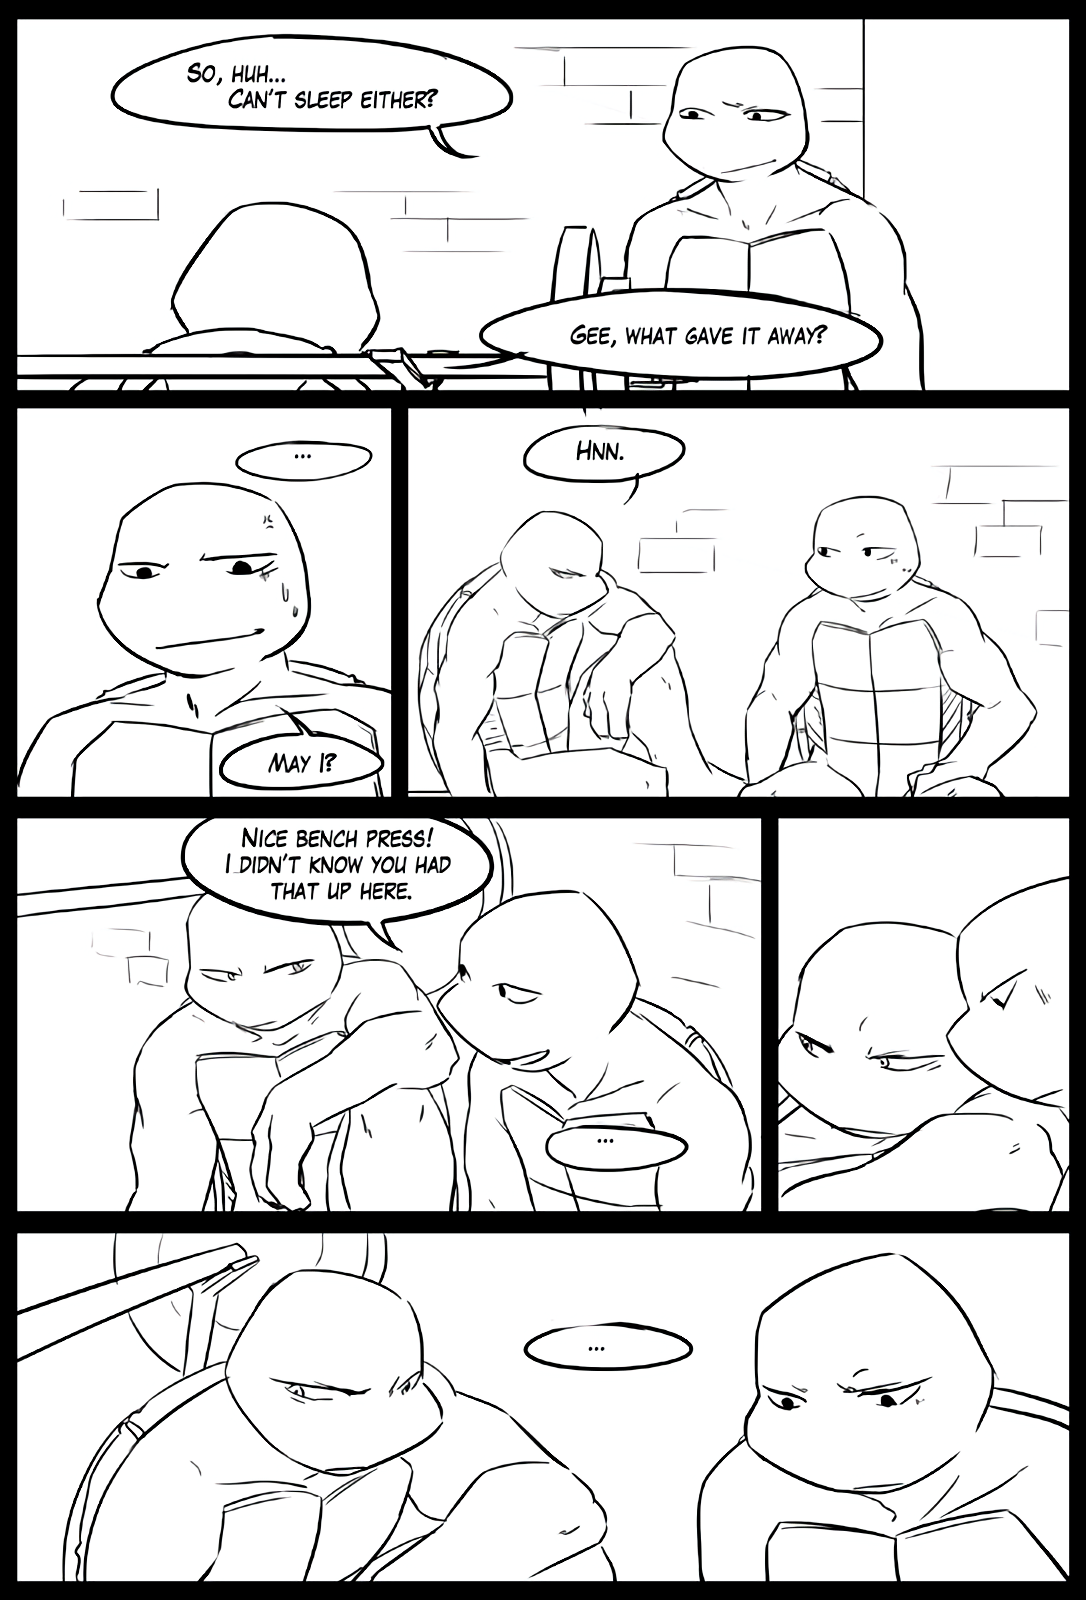 SO, HUH...
CAN'T SLEEP EITHER?
GEE, WHAT GAVE IT AWAY?
...
MAY I?
HNN.
NICE BENCH PRESS!
I DIDN'T KNOW YOU HAD
THAT UP HERE.
...
...